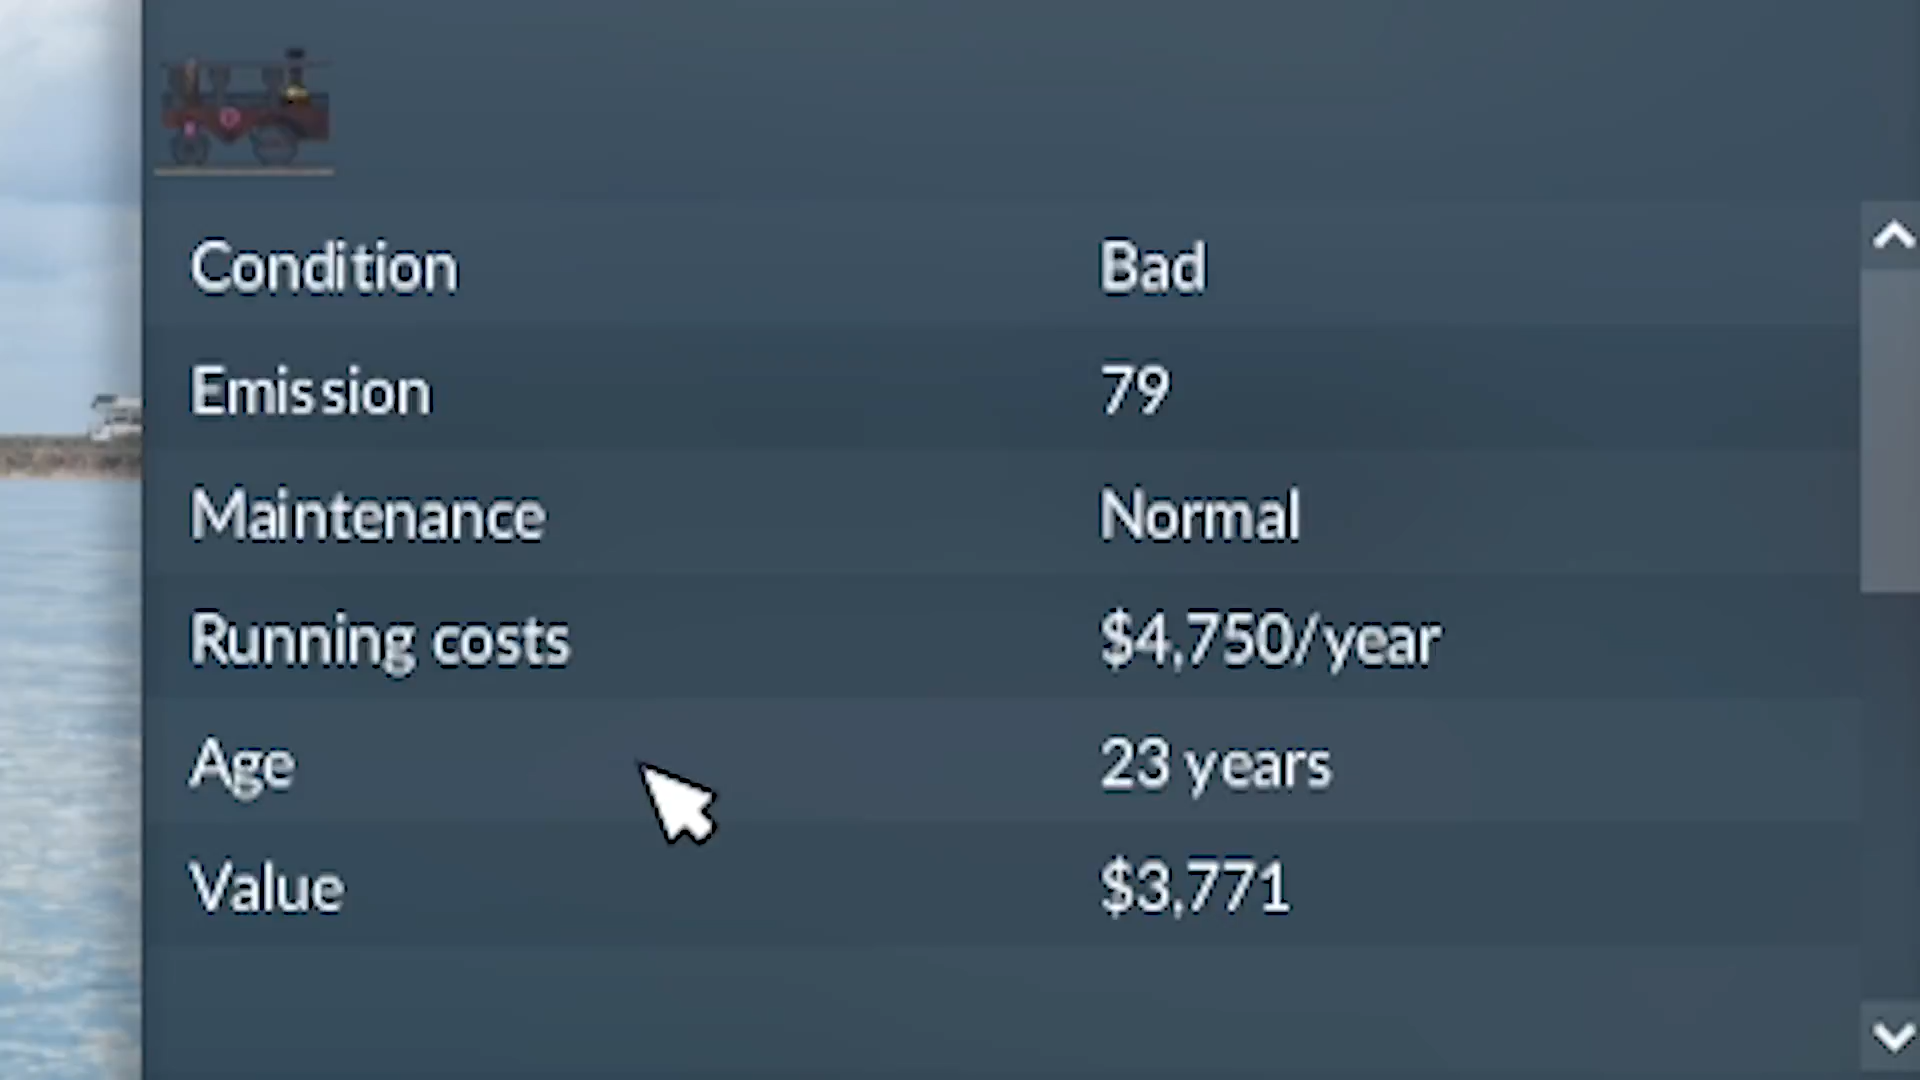 Condition Bad
Emission 79
Maintenance Normal
Running costs $4,750/year
Age 23 years
Value $3,771